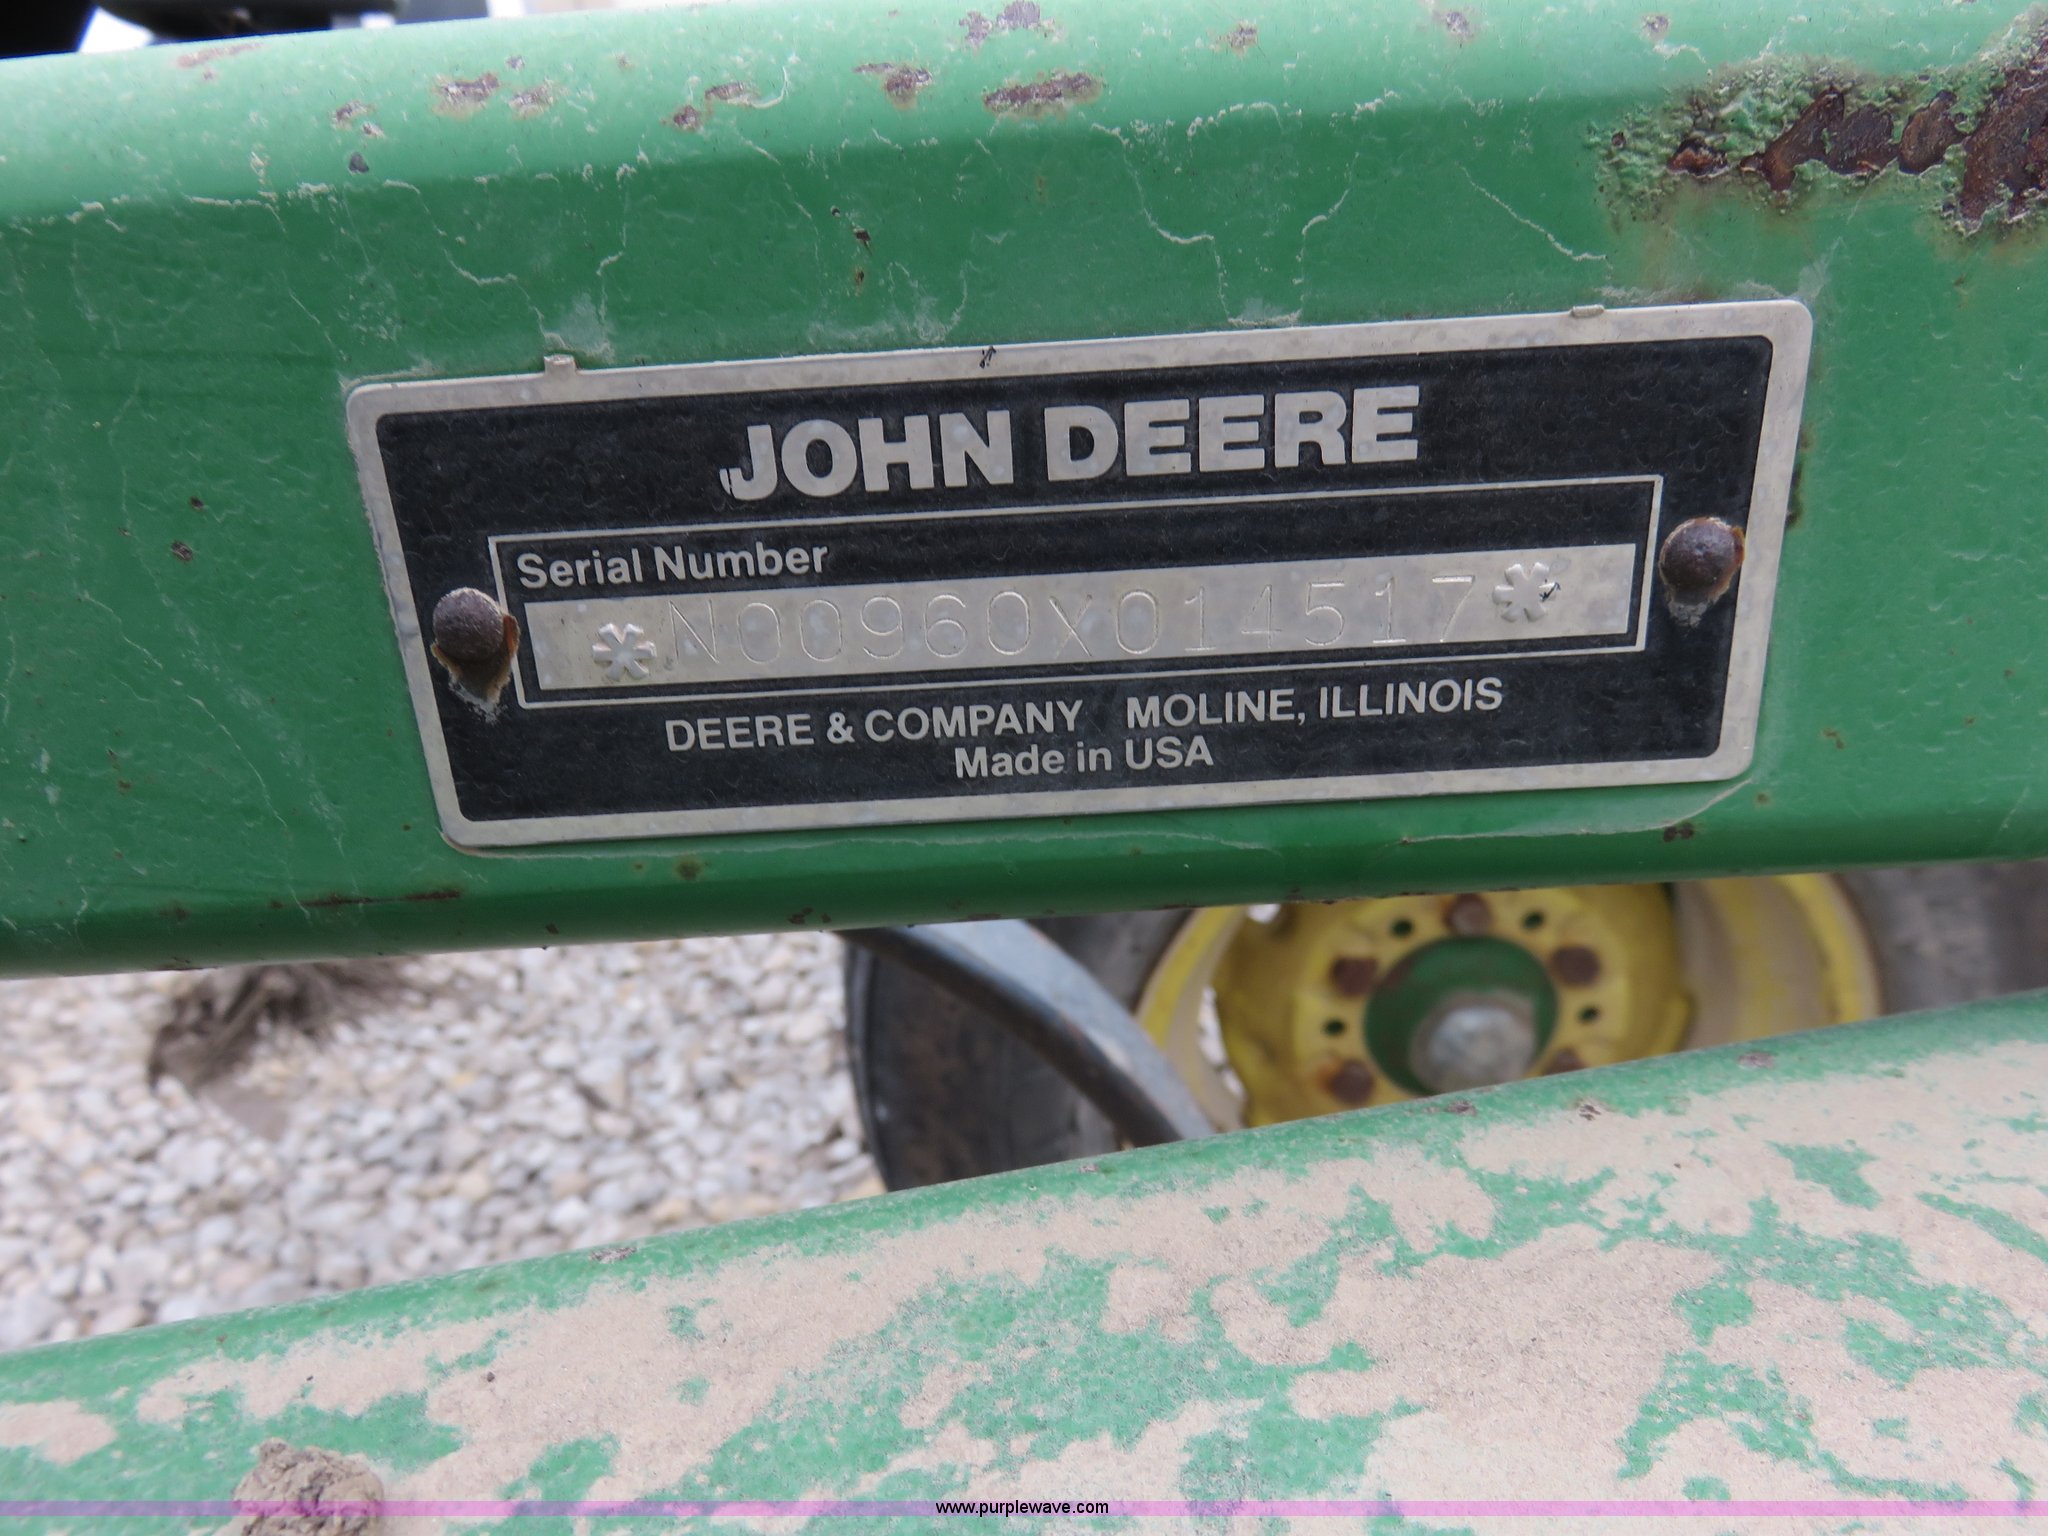 JOHN DEERE
Serial Number
*N00960X014517*
DEERE & COMPANY MOLINE, ILLINOIS
Made in USA
www.purplewave.com